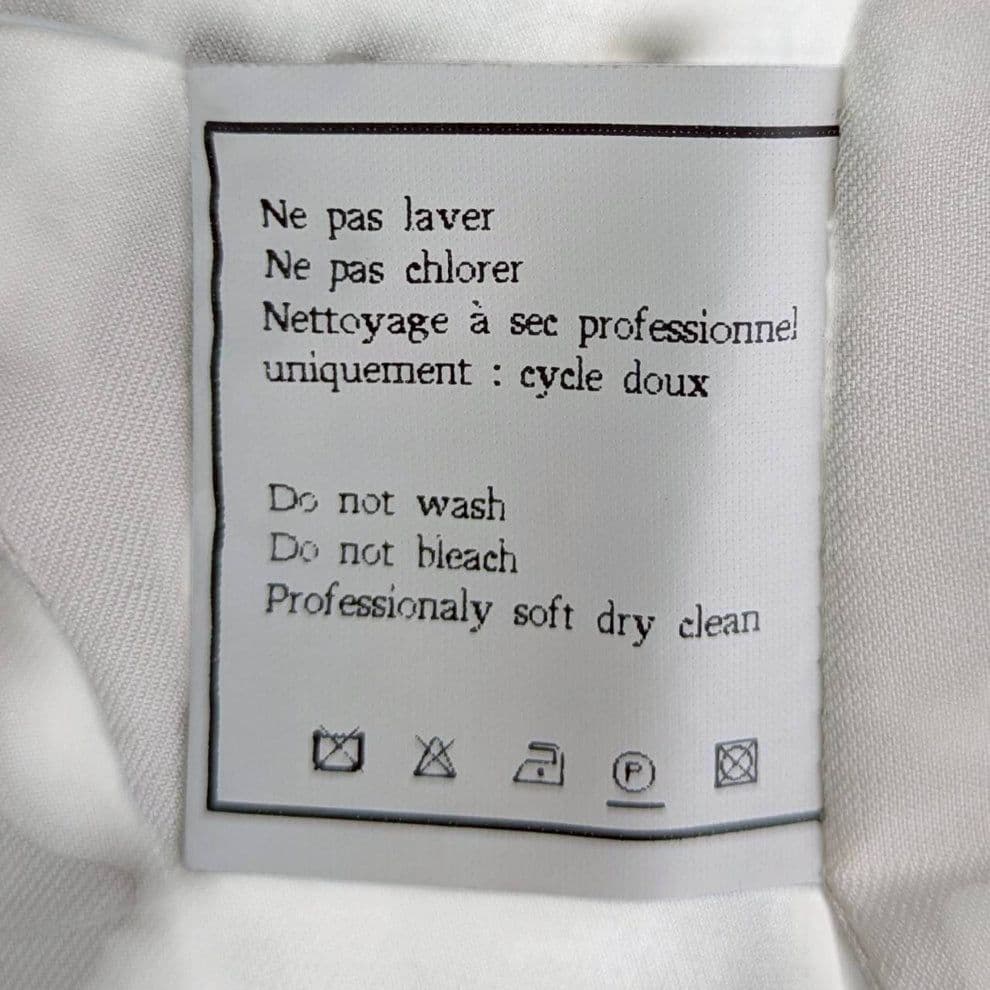 Ne pas laver
Ne pas chlorer
Nettoyage à sec professionnel
uniquement : cycle doux
Do not wash
Do not bleach
Professionaly soft dry clean
P